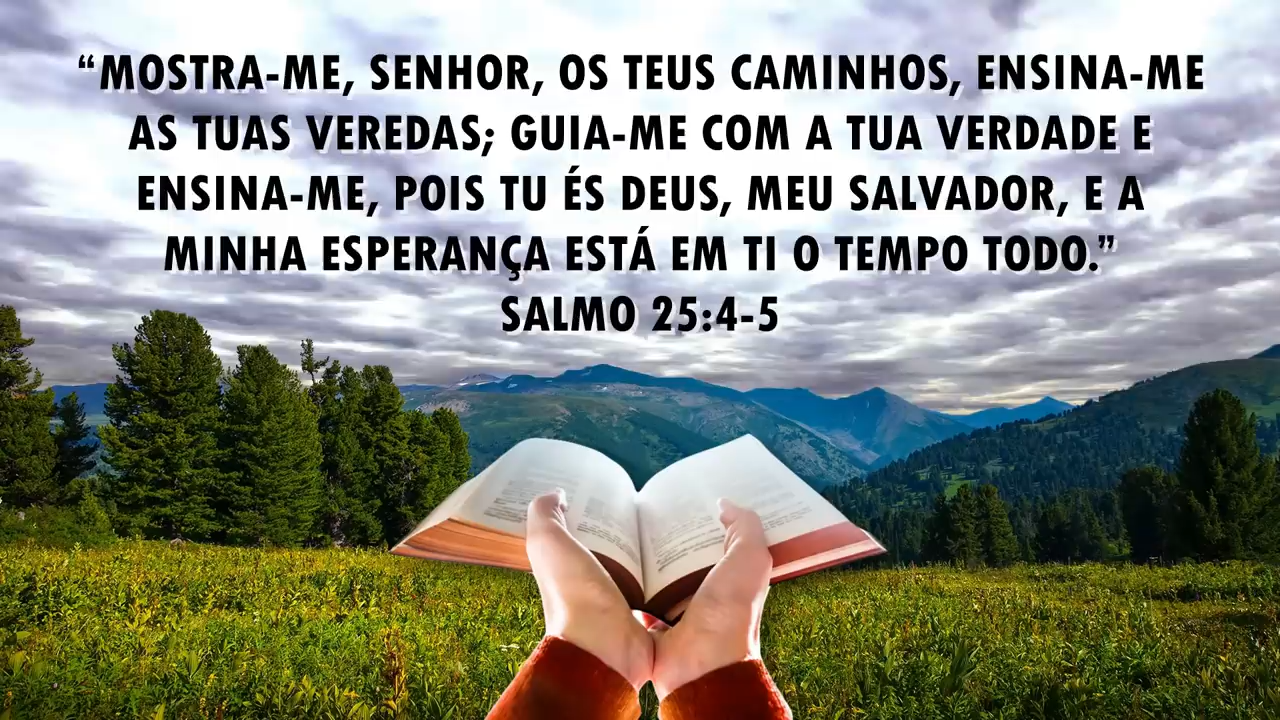 “MOSTRA-ME, SENHOR, OS TEUS CAMINHOS, ENSINA-ME
AS TUAS VEREDAS; GUIA-ME COM A TUA VERDADE E
ENSINA-ME, POIS TU ÉS DEUS, MEU SALVADOR, E A
MINHA ESPERANÇA ESTÁ EM TI O TEMPO TODO.”
SALMO 25:4-5